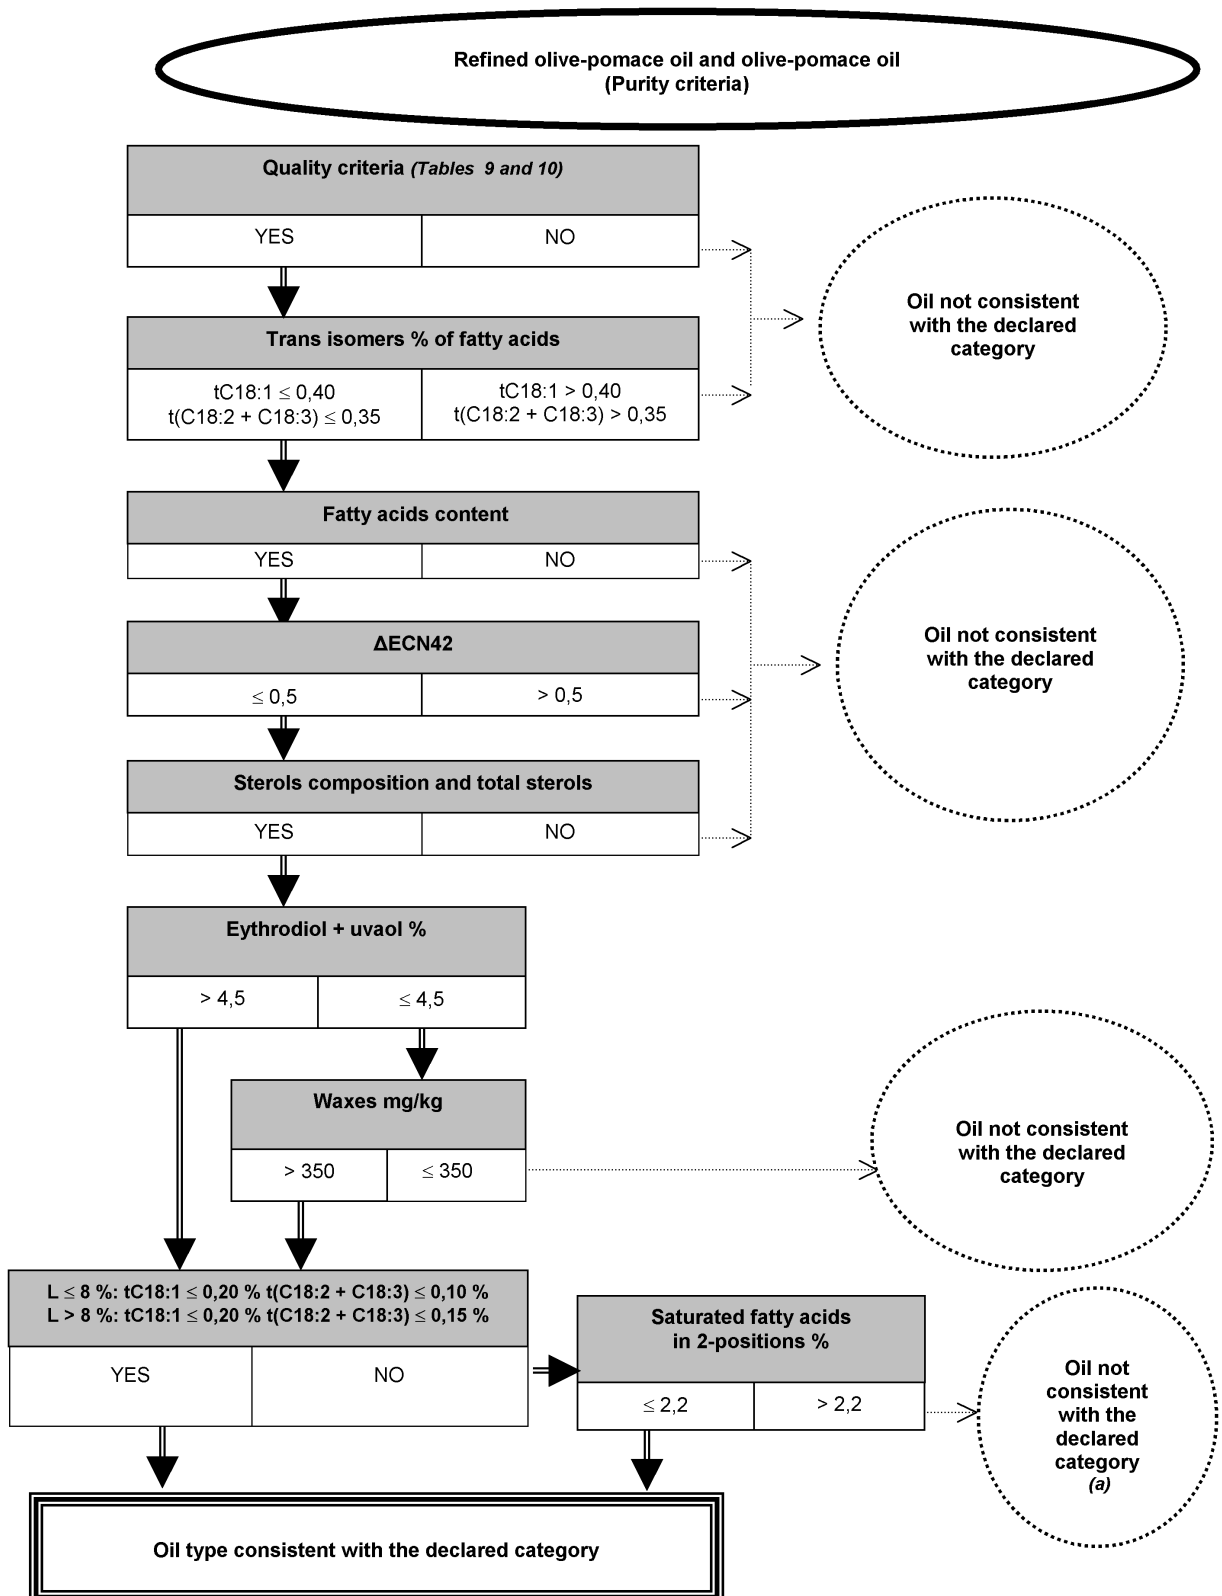 Refined olive-pomace oil and olive-pomace oil
(Purity criteria)
Quality criteria (Tables 9 and 10)
YES
NO
Oil not consistent
with the declared
category
Trans isomers % of fatty acids
tC18:1 ≤ 0,40
t(C18:2 + C18:3) ≤ 0,35
tC18:1 > 0,40
t(C18:2 + C18:3) > 0,35
Fatty acids content
YES
NO
Oil not consistent
with the declared
category
ΔECN42
≤ 0,5
> 0,5
Sterols composition and total sterols
YES
NO
Eythrodiol + uvaol %
> 4,5
≤ 4,5
Waxes mg/kg
> 350
≤ 350
Oil not consistent
with the declared
category
L ≤ 8 %: tC18:1 ≤ 0,20 % t(C18:2 + C18:3) ≤ 0,10 %
L > 8 %: tC18:1 ≤ 0,20 % t(C18:2 + C18:3) ≤ 0,15 %
YES
NO
Saturated fatty acids
in 2-positions %
≤ 2,2
> 2,2
Oil not
consistent
with the
declared
category
(a)
Oil type consistent with the declared category